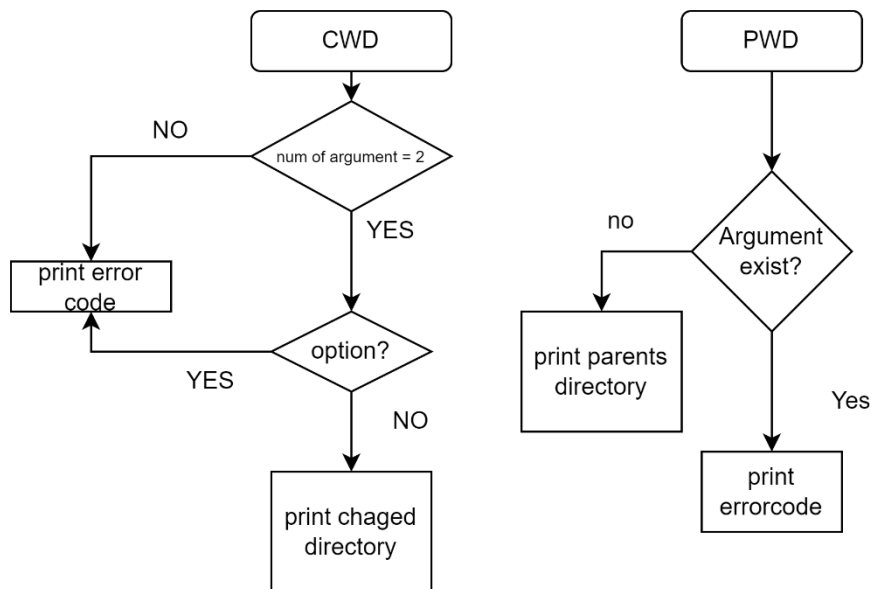 CWD
num of argument = 2
NO
YES
print error
code
option?
YES
NO
print chaged
directory
PWD
Argument
exist?
no
print parents
directory
Yes
print
errorcode